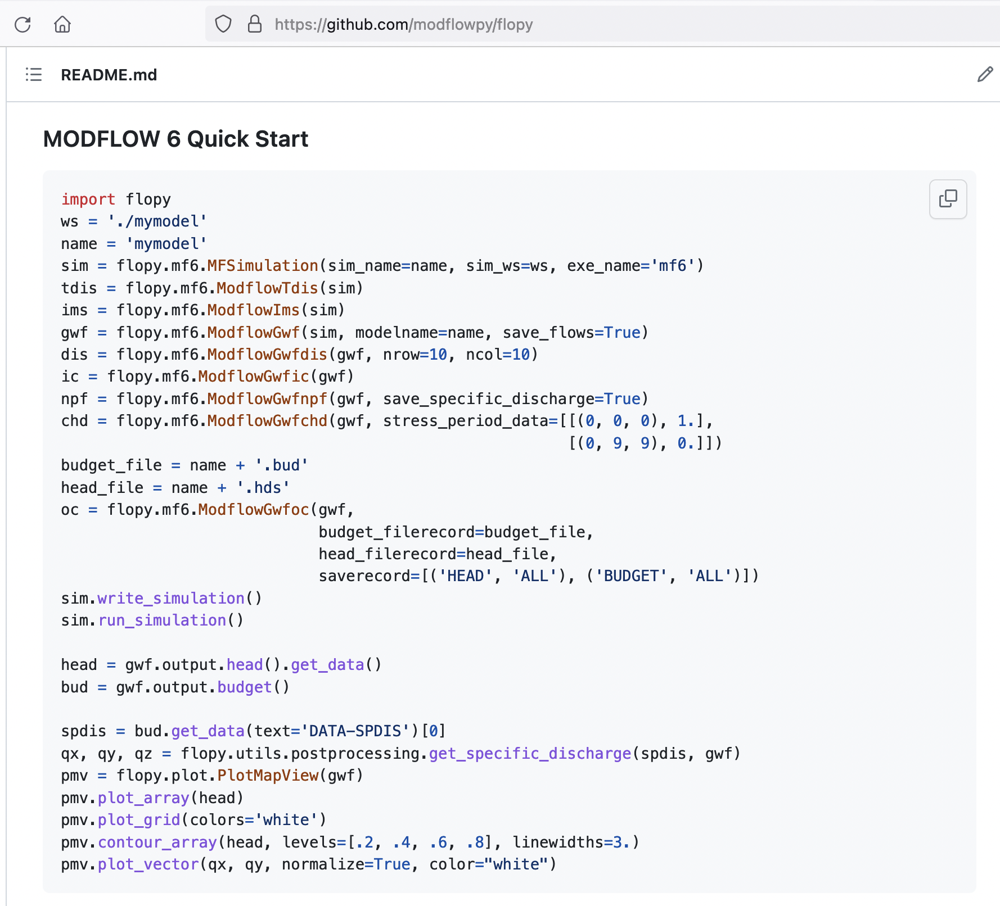 https://github.com/modflowpy/flopy
README.md
MODFLOW 6 Quick Start
import flopy
ws = './mymodel'
name = 'mymodel'
sim = flopy.mf6.MFSimulation(sim_name=name, sim_ws=ws, exe_name='mf6')
tdis = flopy.mf6.ModflowTdis(sim)
ims = flopy.mf6.ModflowIms(sim)
gwf = flopy.mf6.ModflowGwf(sim, modelname=name, save_flows=True)
dis = flopy.mf6.ModflowGwfdis(gwf, nrow=10, ncol=10)
ic = flopy.mf6.ModflowGwfic(gwf)
npf = flopy.mf6.ModflowGwfnpf(gwf, save_specific_discharge=True)
chd = flopy.mf6.ModflowGwfchd(gwf, stress_period_data=[[(0, 0, 0), 1.],
                                                       [(0, 9, 9), 0.]])
budget_file = name + '.bud'
head_file = name + '.hds'
oc = flopy.mf6.ModflowGwfoc(gwf,
                            budget_filerecord=budget_file,
                            head_filerecord=head_file,
                            saverecord=[('HEAD', 'ALL'), ('BUDGET', 'ALL')])
sim.write_simulation()
sim.run_simulation()
head = gwf.output.head().get_data()
bud = gwf.output.budget()
spdis = bud.get_data(text='DATA-SPDIS')[0]
qx, qy, qz = flopy.utils.postprocessing.get_specific_discharge(spdis, gwf)
pmv = flopy.plot.PlotMapView(gwf)
pmv.plot_array(head)
pmv.plot_grid(colors='white')
pmv.contour_array(head, levels=[.2, .4, .6, .8], linewidths=3.)
pmv.plot_vector(qx, qy, normalize=True, color="white")